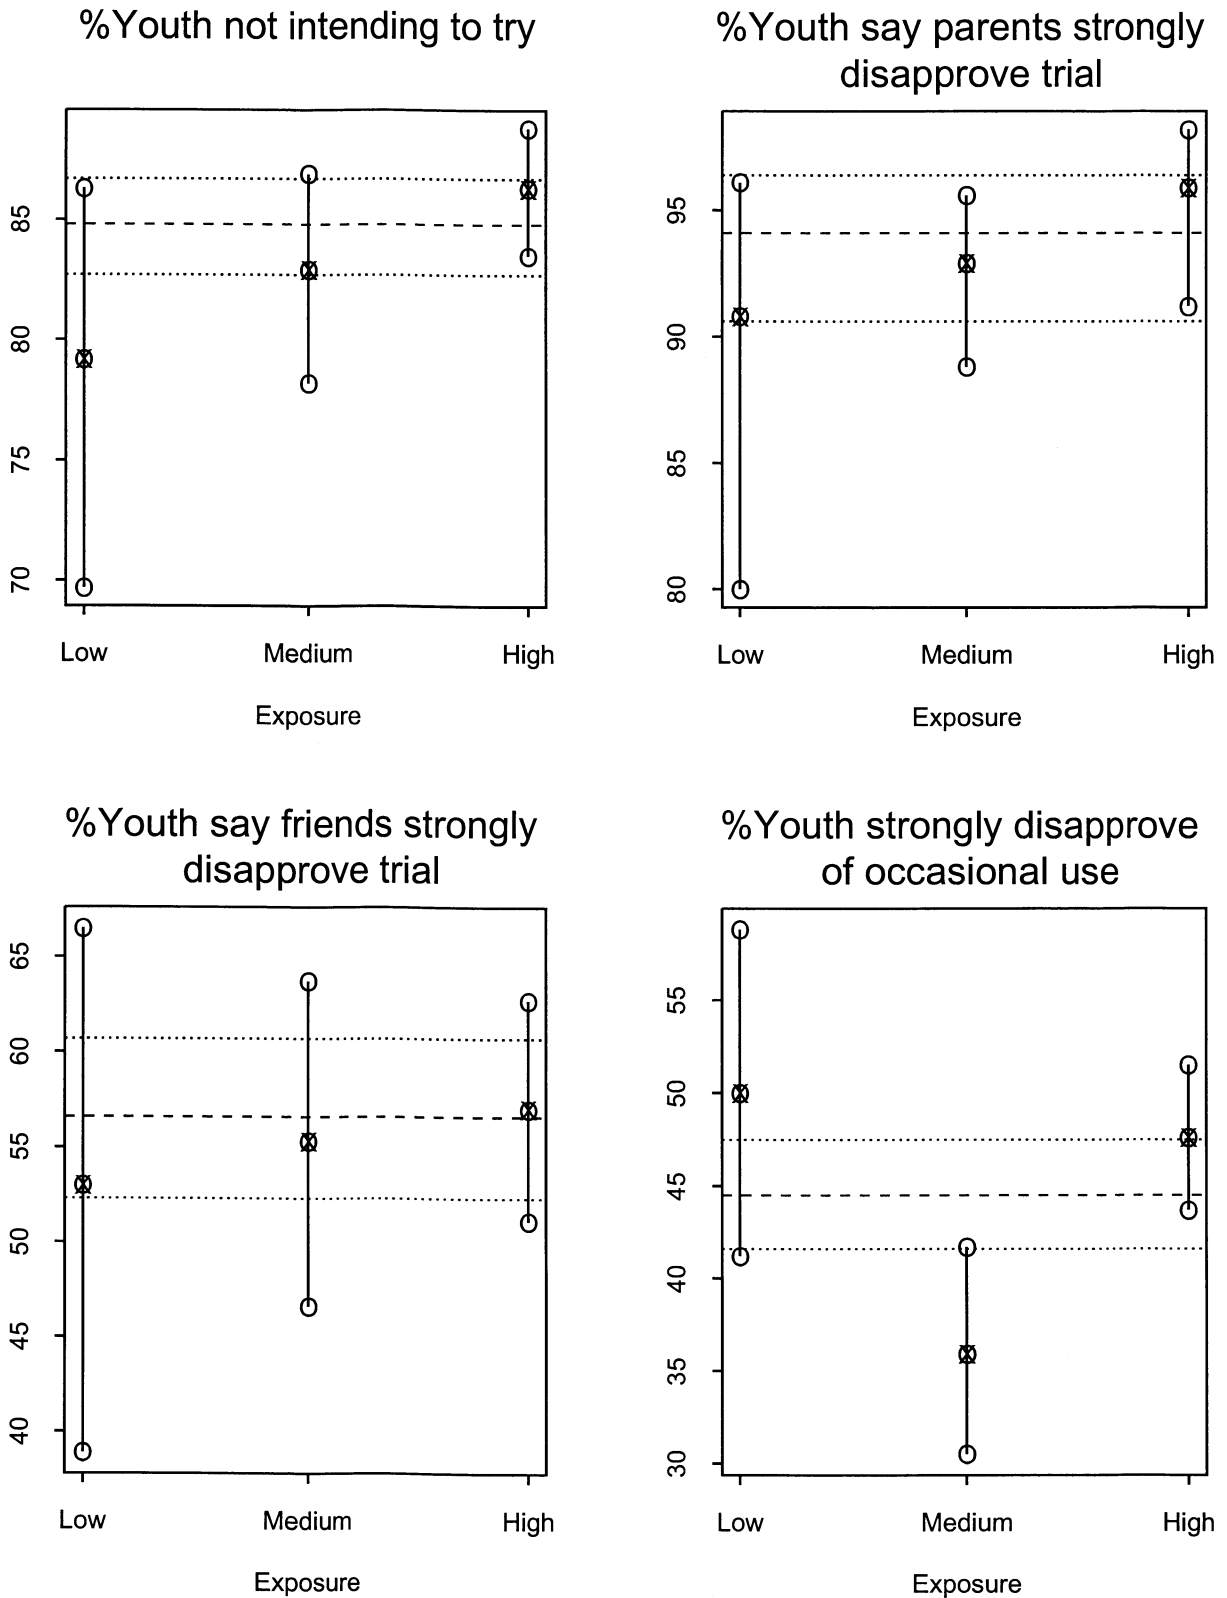 %Youth not intending to try
85
80
75
70
Low Medium High
Exposure
%Youth say parents strongly
disapprove trial
95
90
85
80
Low Medium High
Exposure
%Youth say friends strongly
disapprove trial
65
60
55
50
45
40
Low Medium High
Exposure
%Youth strongly disapprove
of occasional use
55
50
45
40
35
30
Low Medium High
Exposure